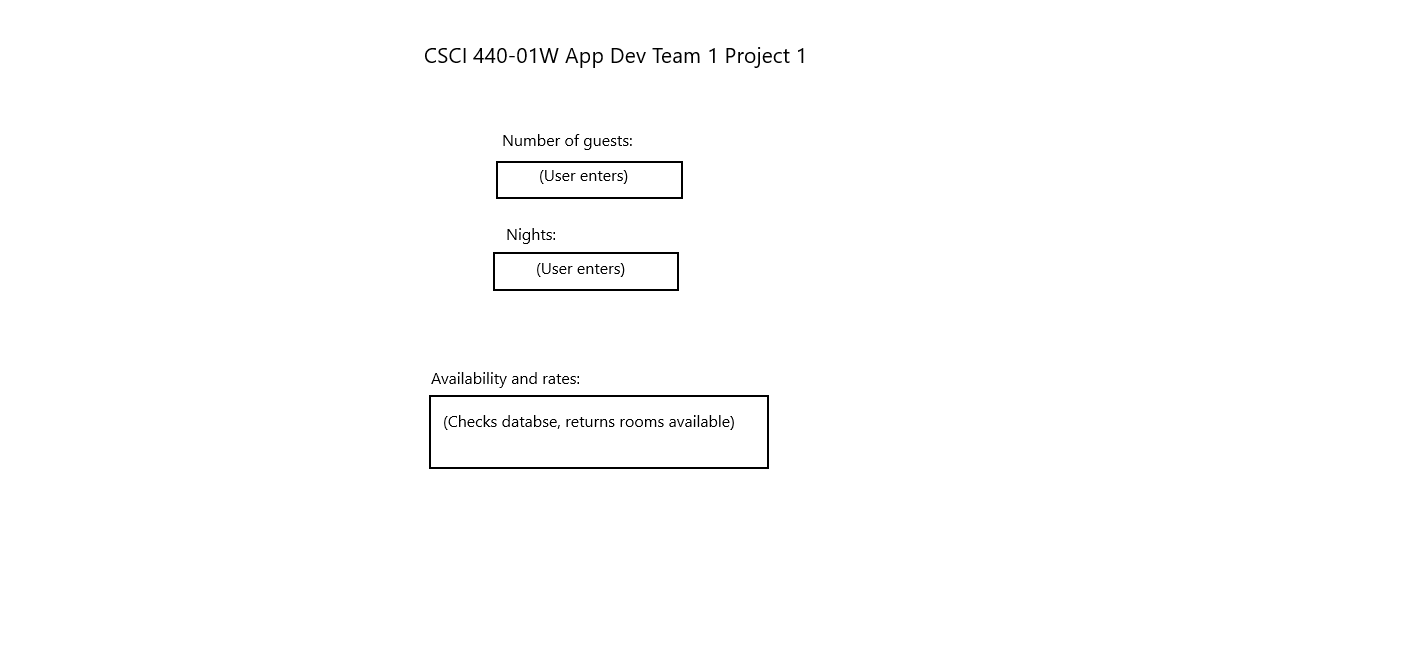 CSCI 440-01W App Dev Team 1 Project 1
Number of guests:
(User enters)
Nights:
(User enters)
Availability and rates:
(Checks databse, returns rooms available)